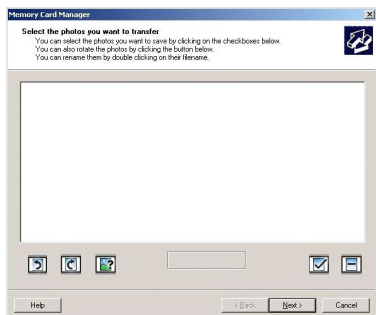 Memory Card Manager
Select the photos you want to transfer
You can select the photos you want to save by clicking on the checkboxes below.
You can also rotate the photos by clicking the button below.
You can rename them by double clicking on their filename.
Help
< Back
Next >
Cancel